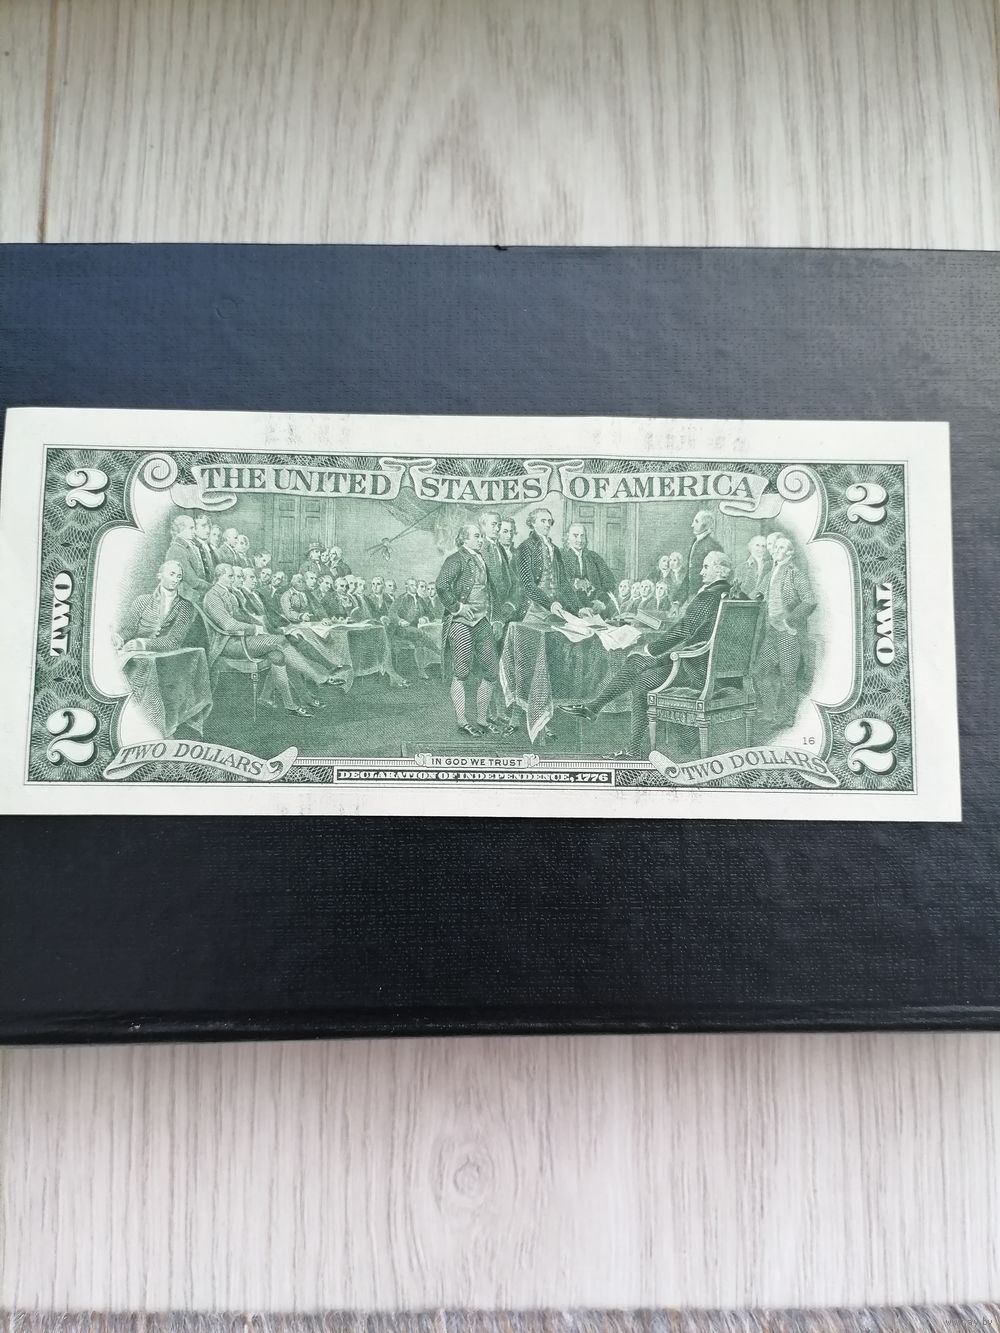 2 THE UNITED STATES OF AMERICA 2
TWO TWO
2 TWO DOLLARS IN GOD WE TRUST TWO DOLLARS 16 2
DECLARATION OF INDEPENDENCE, 1776